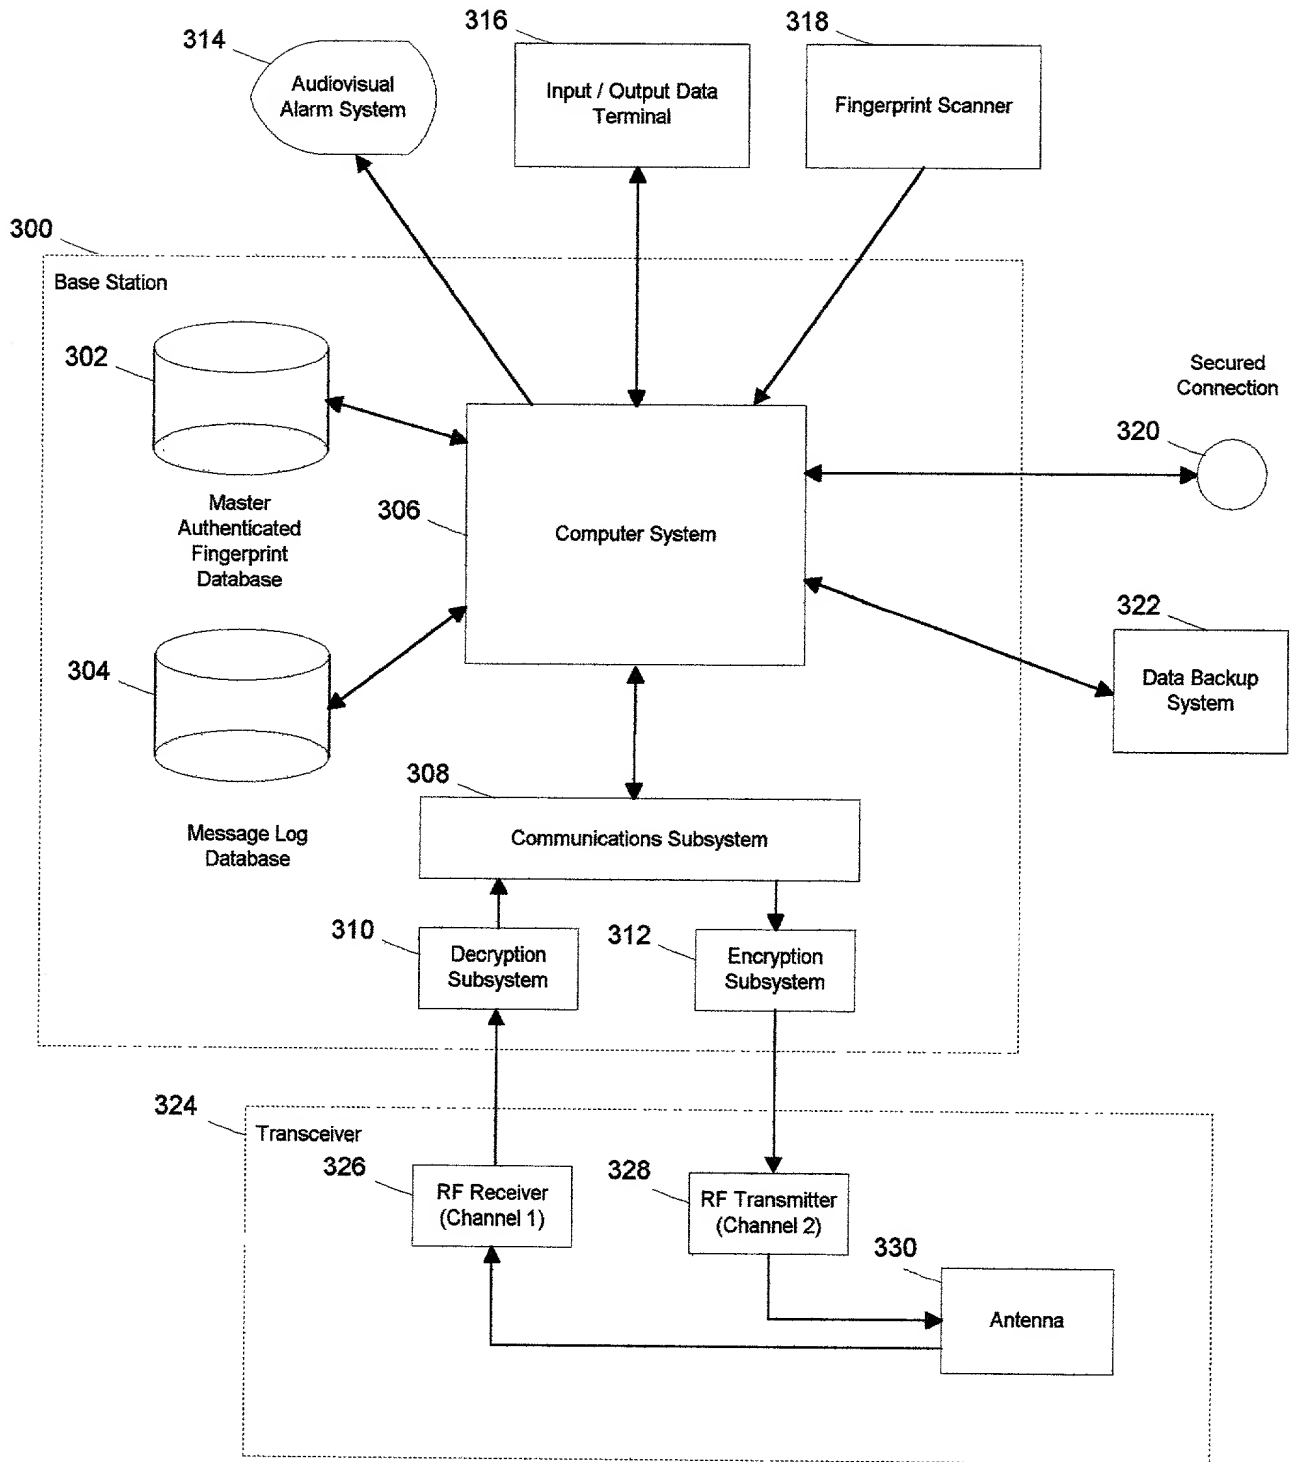 314
Audiovisual
Alarm System
316
Input / Output Data
Terminal
318
Fingerprint Scanner
300
Base Station
302
Master
Authenticated
Fingerprint
Database
304
Message Log
Database
306
Computer System
Secured
Connection
320
322
Data Backup
System
308
Communications Subsystem
310
Decryption
Subsystem
312
Encryption
Subsystem
324
Transceiver
326
RF Receiver
(Channel 1)
328
RF Transmitter
(Channel 2)
330
Antenna